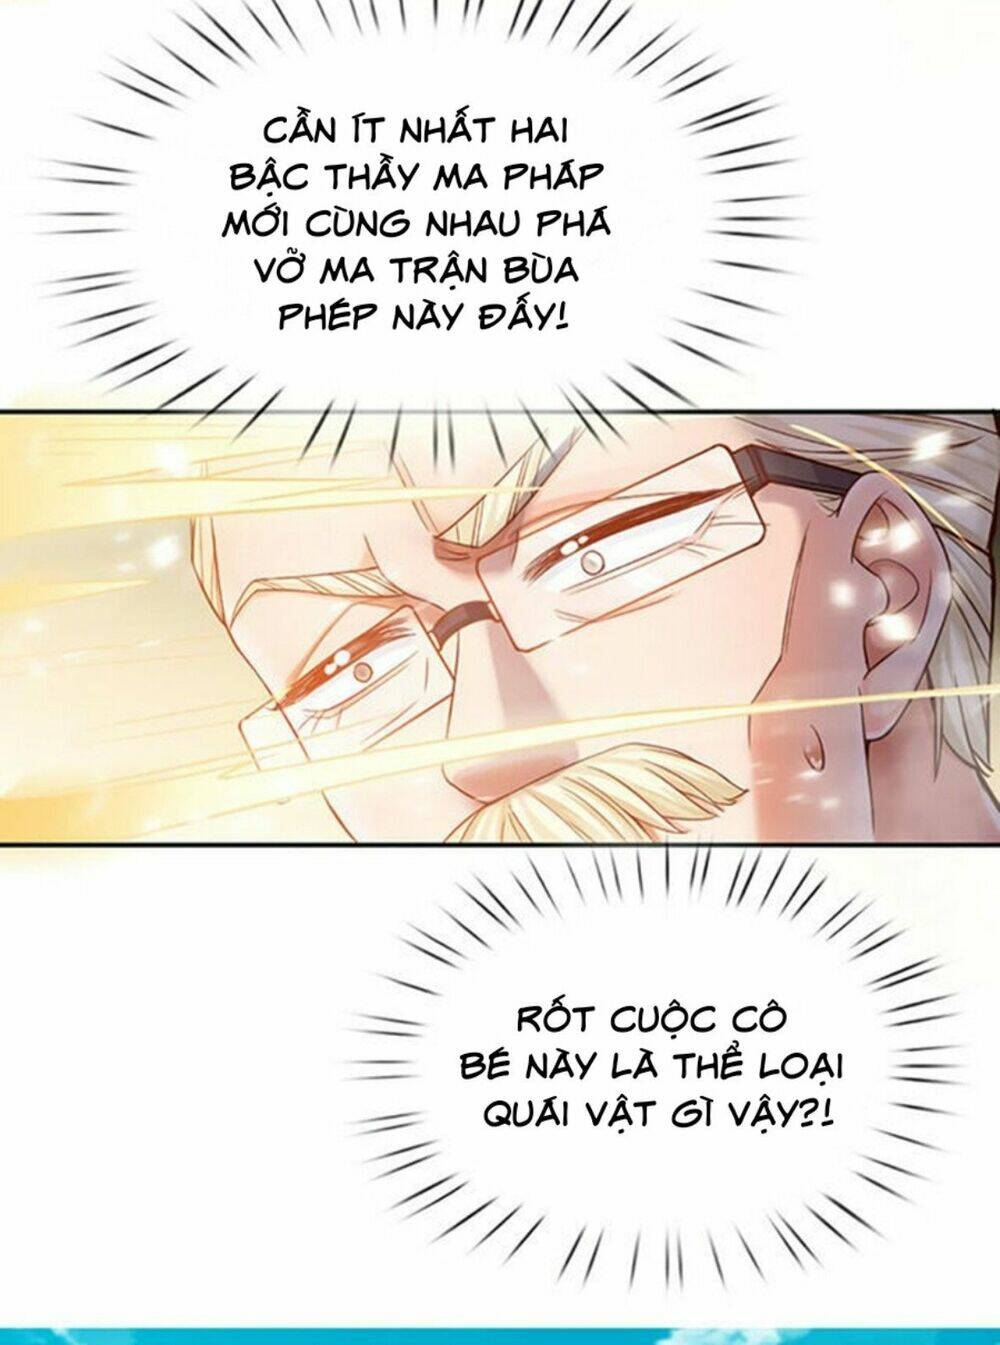 CẦN ÍT NHẤT HAI
BẬC THẦY MA PHÁP
MỚI CÙNG NHAU PHÁ
VỠ MA TRẬN BÙA
PHÉP NÀY ĐẤY!
RỐT CUỘC CÔ
BÉ NÀY LÀ THỂ LOẠI
QUÁI VẬT GÌ VẬY?!